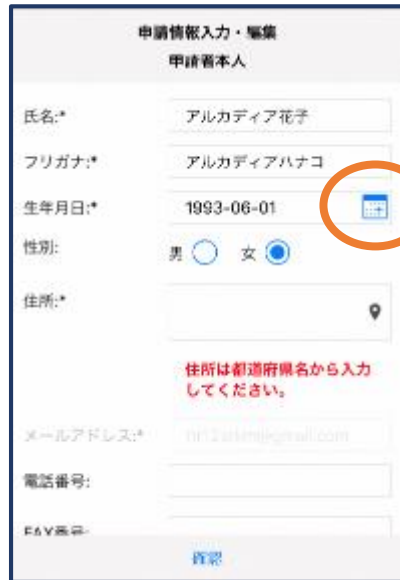 申請情報入力・編集
申請者本人
氏名:*
アルカディア花子
フリガナ:*
アルカディアハナコ
生年月日:*
1993-06-01
性別:
男
女
住所:*
住所は都道府県名から入力
してください。
メールアドレス:*
電話番号:
FAX番号:
確認